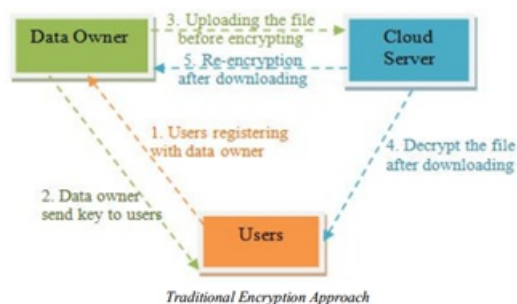 3. Uploading the file
before encrypting
Data Owner
Cloud
Server
5. Re-encryption
after downloading
1. Users registering
with data owner
4. Decrypt the file
after downloading
2. Data owner
send key to users
Users
Traditional Encryption Approach